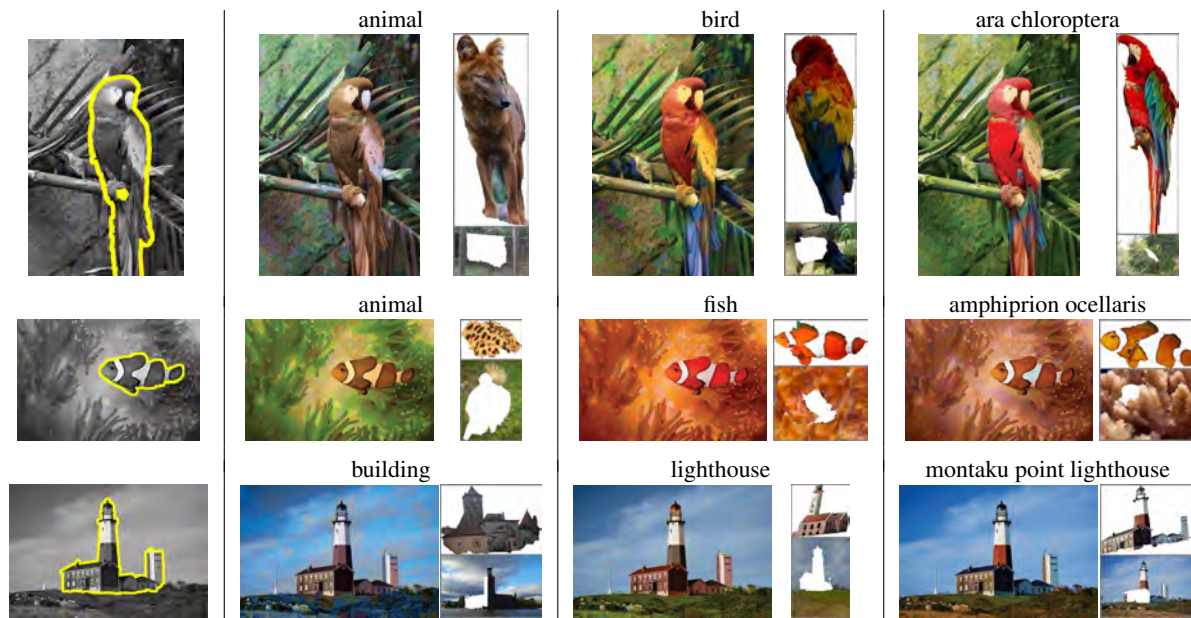 animal bird ara chloroptera
animal fish amphiprion ocellaris
building lighthouse montaku point lighthouse